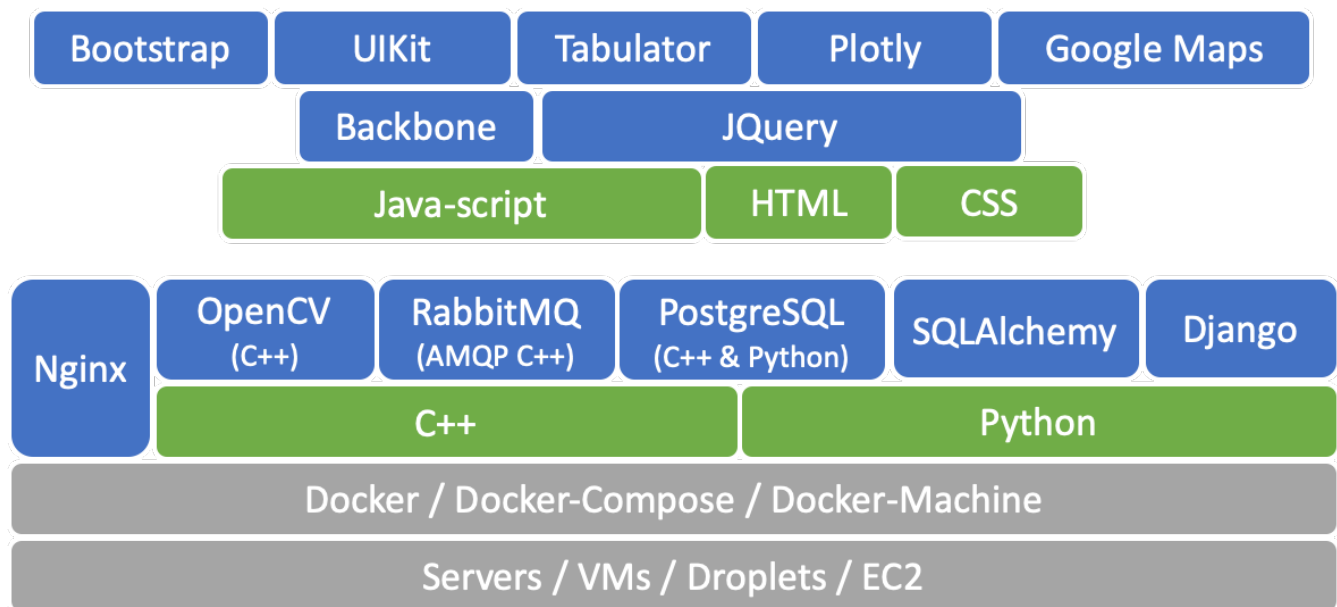 Bootstrap
UIKit
Tabulator
Plotly
Google Maps
Backbone
JQuery
Java-script
HTML
CSS
Nginx
OpenCV
(C++)
RabbitMQ
(AMQP C++)
PostgreSQL
(C++ & Python)
SQLAlchemy
Django
C++
Python
Docker / Docker-Compose / Docker-Machine
Servers / VMs / Droplets / EC2